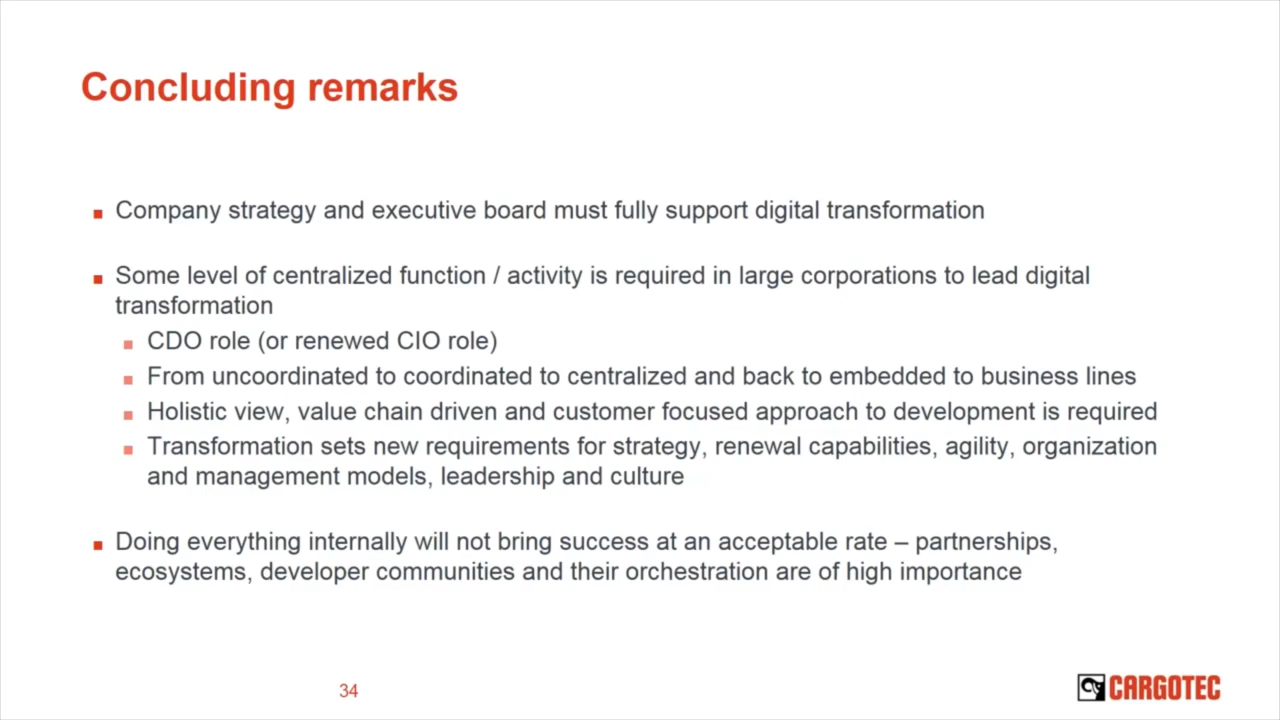 Concluding remarks
Company strategy and executive board must fully support digital transformation
Some level of centralized function / activity is required in large corporations to lead digital
transformation
CDO role (or renewed CIO role)
From uncoordinated to coordinated to centralized and back to embedded to business lines
Holistic view, value chain driven and customer focused approach to development is required
Transformation sets new requirements for strategy, renewal capabilities, agility, organization
and management models, leadership and culture
Doing everything internally will not bring success at an acceptable rate – partnerships,
ecosystems, developer communities and their orchestration are of high importance
34
CARGOTEC